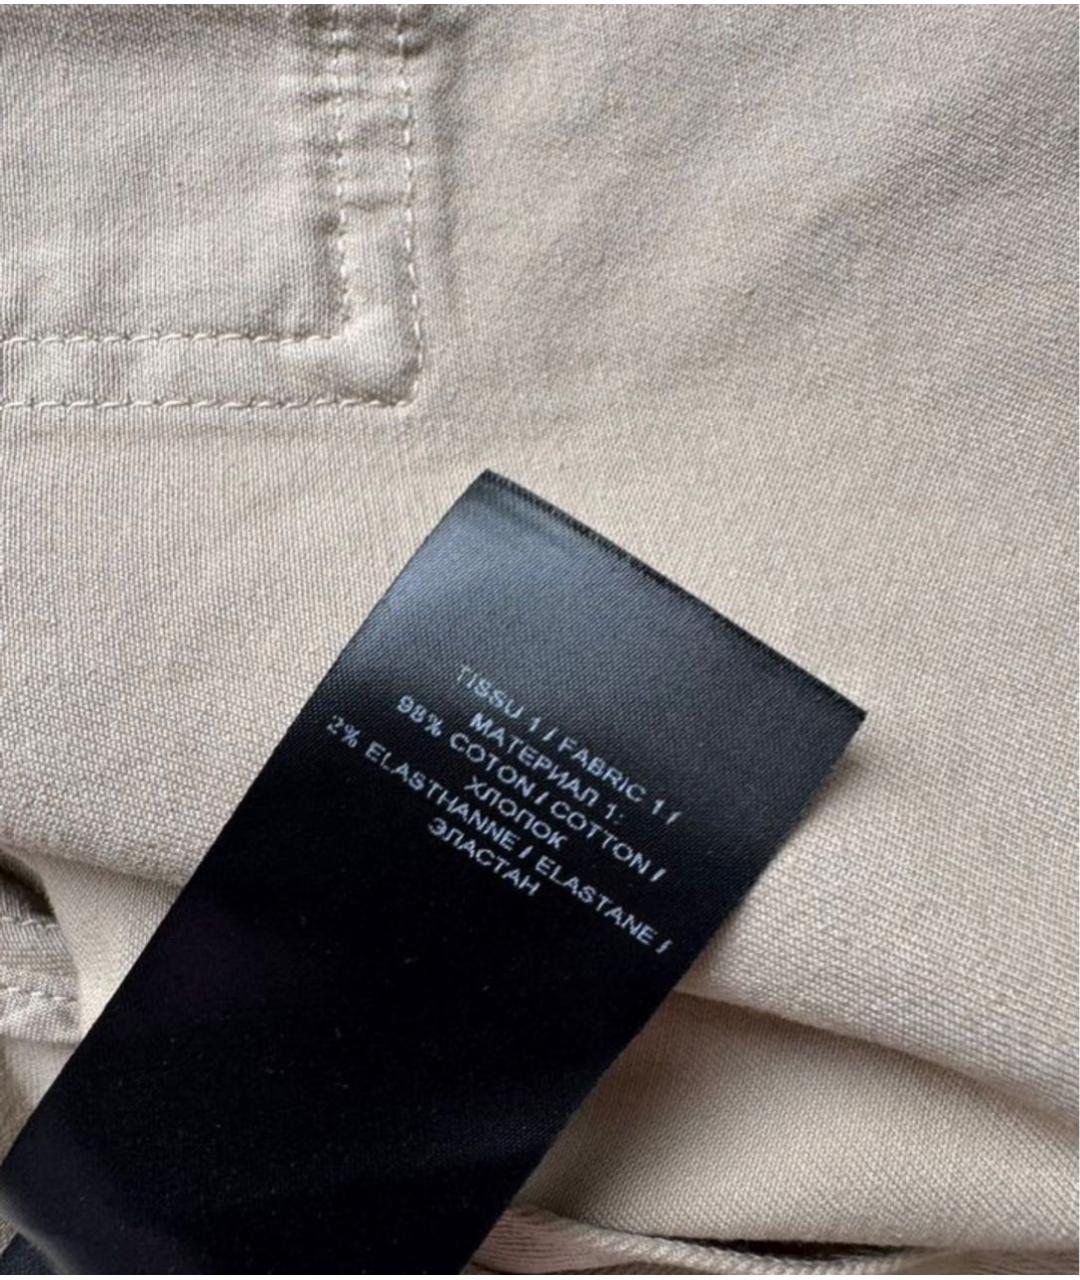 TISSU 1 / FABRIC 1 /
МАТЕРИАЛ 1:
98% COTON / COTTON /
ХЛОПОК
2% ELASTHANNE / ELASTANE /
ЭЛАСТАН